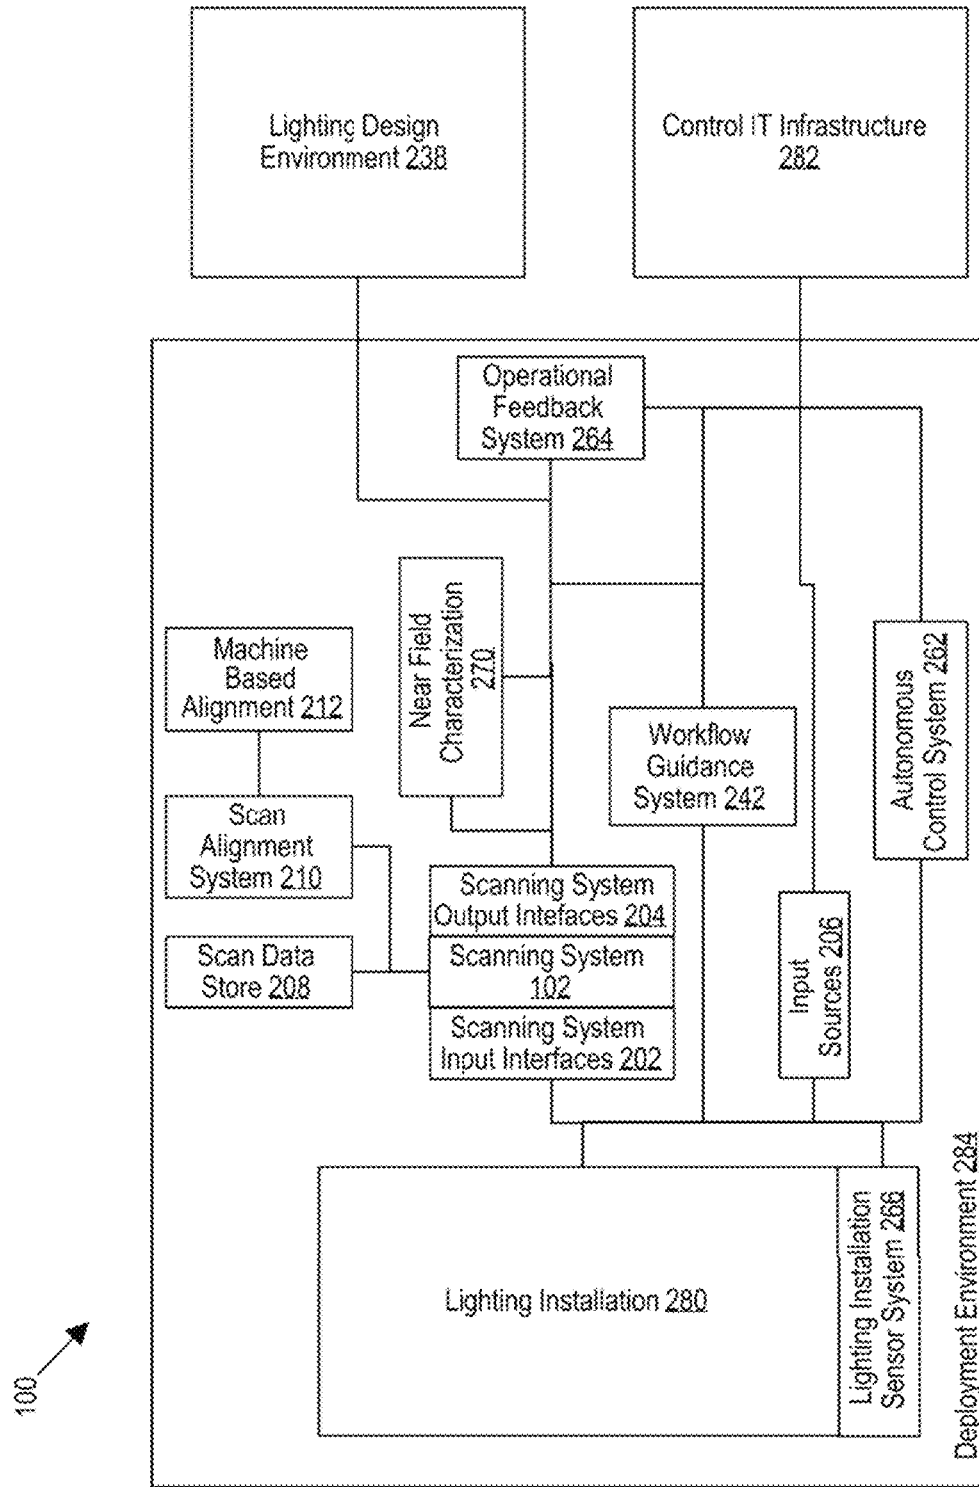 Lighting Design
Environment 238
Control IT Infrastructure
282
Operational
Feedback
System 264
Machine
Based
Alignment 212
Near Field
Characterization
270
Workflow
Guidance
System 242
Autonomous
Control System 262
Scan
Alignment
System 210
Scanning System
Output Intefaces 204
Scan Data
Store 208
Scanning System
102
Scanning System
Input Interfaces 202
Input
Sources 206
Lighting Installation 280
Lighting Installation
Sensor System 266
Deployment Environment 284
100